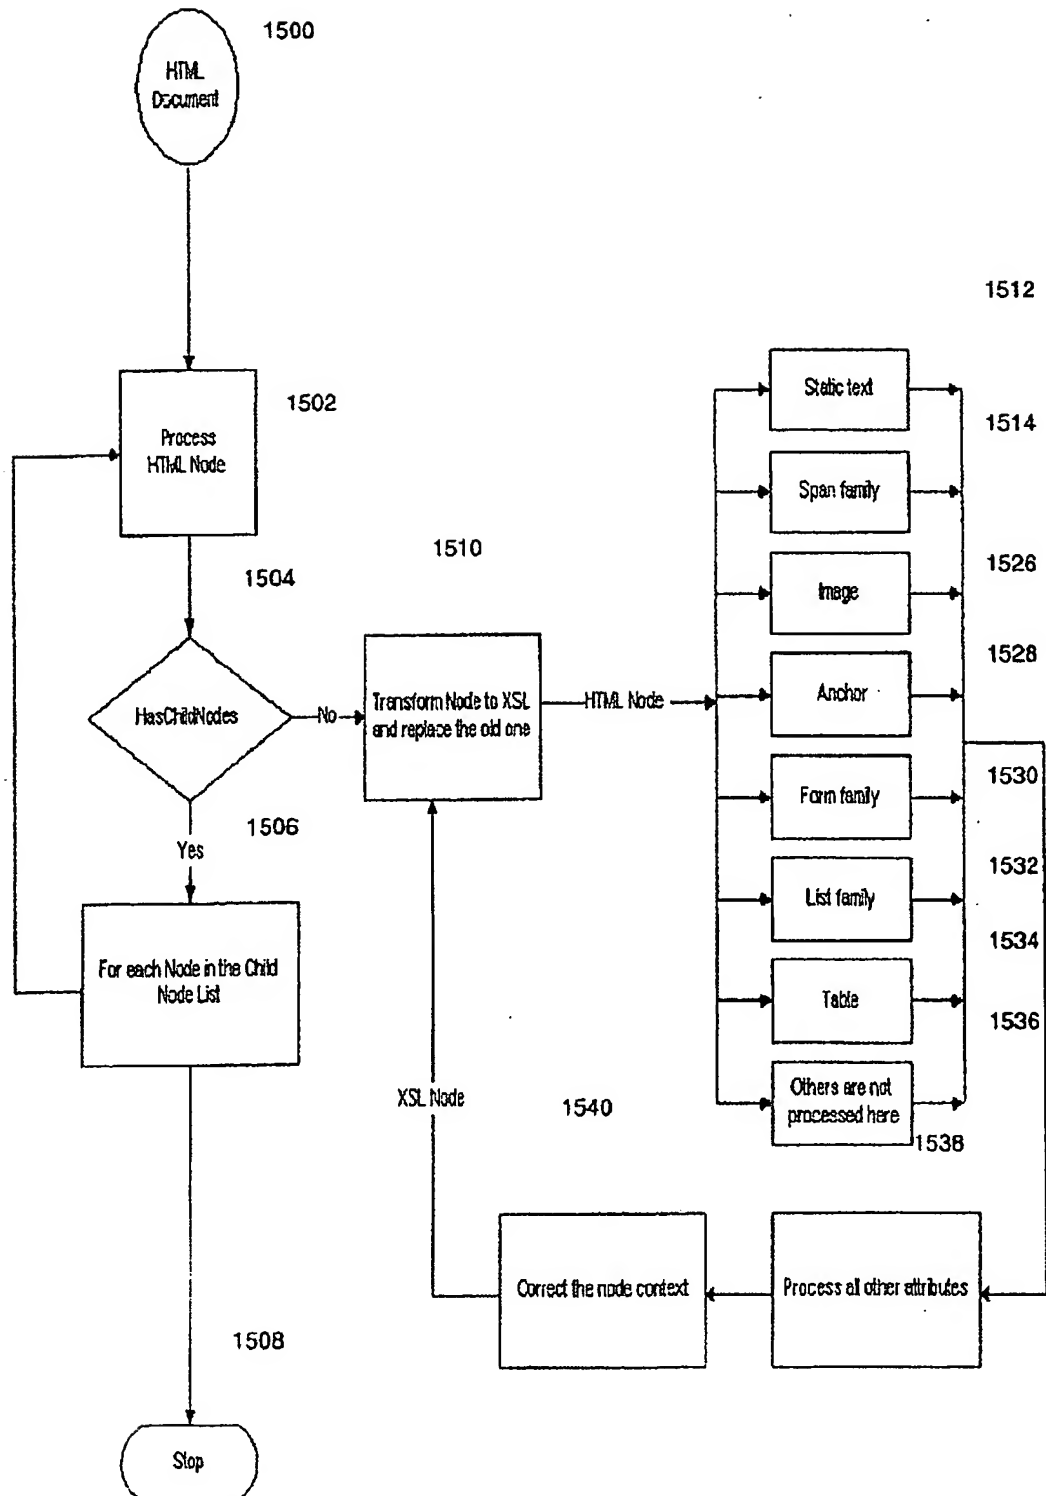 1500
HTML
Document
1512
1502
Static text
1514
Process
HTML Node
Span family
1510
1526
1504
Image
1528
Transform Node to XSL
and replace the old one
HTML Node
Anchor
HasChildNodes
No
1530
Form family
1506
Yes
1532
List family
1534
For each Node in the Child
Node List
Table
1536
XSL Node
1540
Others are not
processed here
1538
Correct the node context
Process all other attributes
1508
Stop